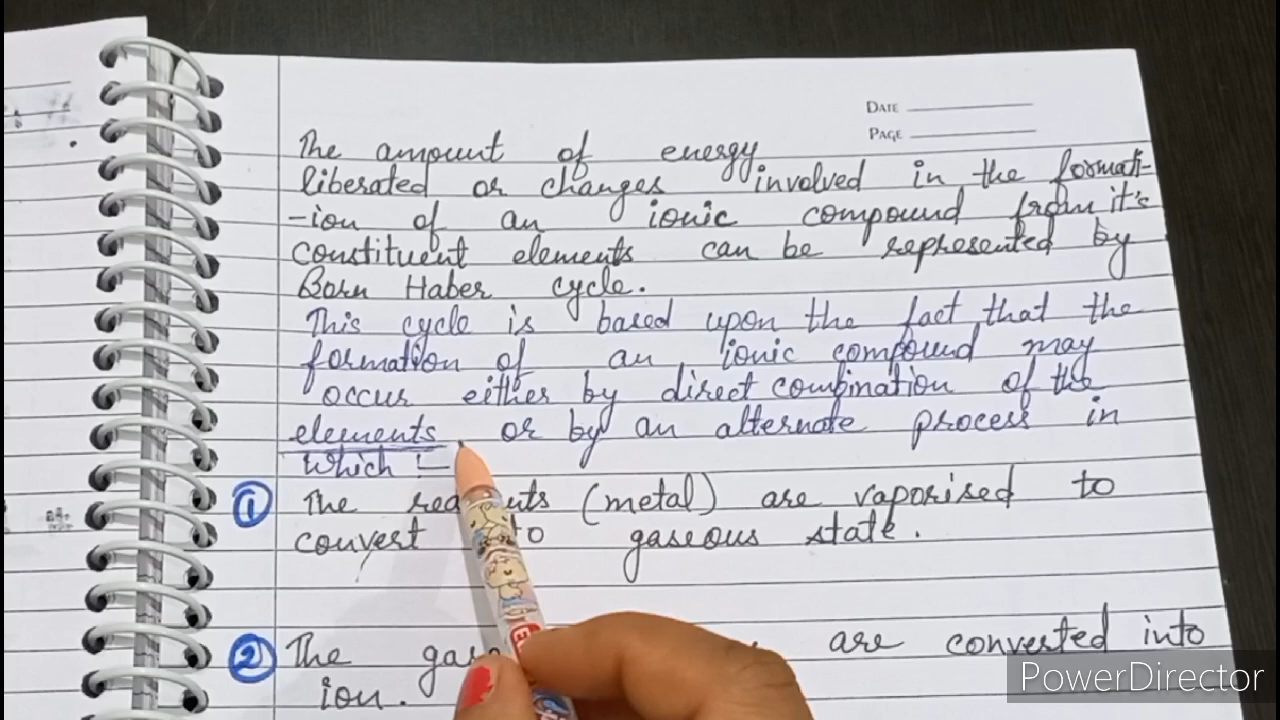 DATE
PAGE
The amount of energy
liberated or changes involved in the formati-
-ion of an ionic compound from it's
constituent elements can be represented by
Born Haber cycle.
This cycle is based upon the fact that the
formation of an ionic compound may
occur either by direct combination of the
elements or by an alternate process in
which :-
① The (metal) are vaporised to
convert gaseous state.
② The are converted into
ion.
PowerDirector